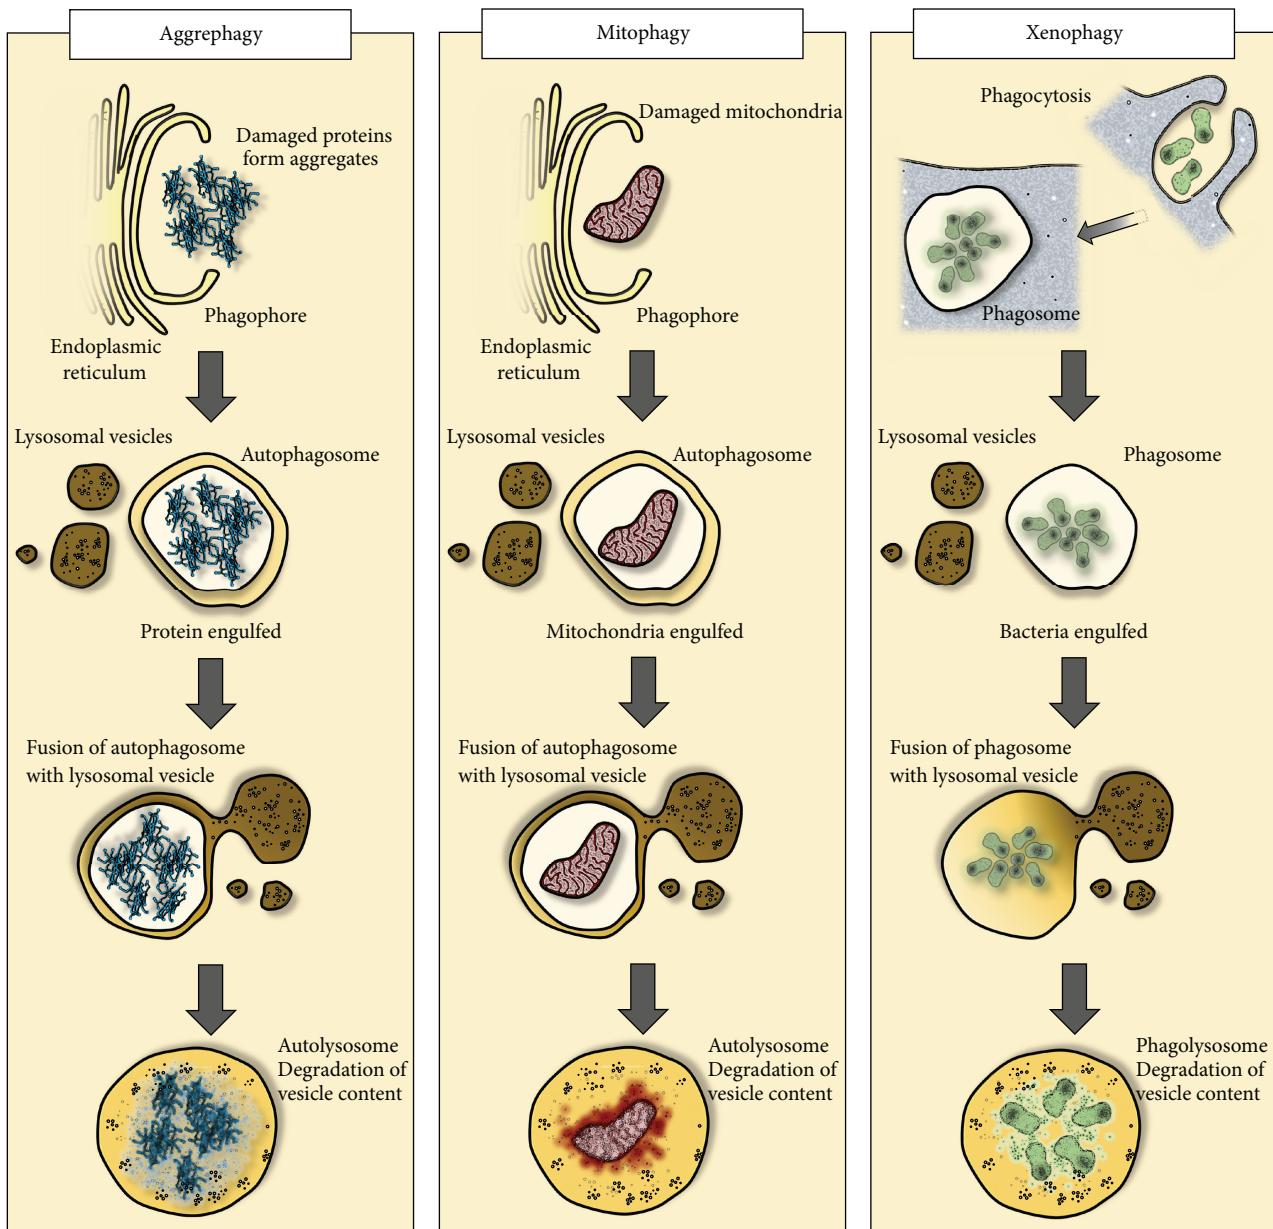 Aggrephagy
Damaged proteins
form aggregates
Phagophore
Endoplasmic
reticulum
Lysosomal vesicles
Autophagosome
Protein engulfed
Fusion of autophagosome
with lysosomal vesicle
Autolysosome
Degradation of
vesicle content
Mitophagy
Damaged mitochondria
Phagophore
Endoplasmic
reticulum
Lysosomal vesicles
Autophagosome
Mitochondria engulfed
Fusion of autophagosome
with lysosomal vesicle
Autolysosome
Degradation of
vesicle content
Xenophagy
Phagocytosis
Phagosome
Lysosomal vesicles
Phagosome
Bacteria engulfed
Fusion of phagosome
with lysosomal vesicle
Phagolysosome
Degradation of
vesicle content